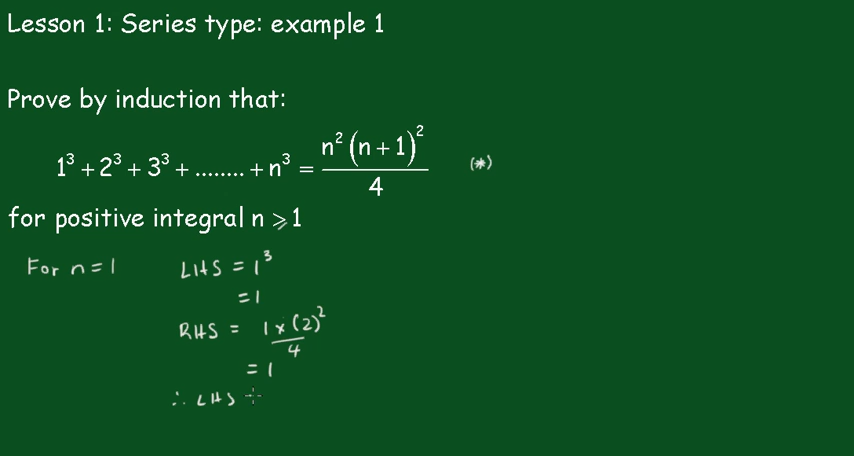 Lesson 1: Series type: example 1
Prove by induction that:
1³ + 2³ + 3³ + ........ + n³ = n²(n + 1)²/4 (*)
for positive integral n ⩾ 1
For n = 1 LHS = 1³
= 1
RHS = 1 × (2)²/4
= 1
∴ LHS